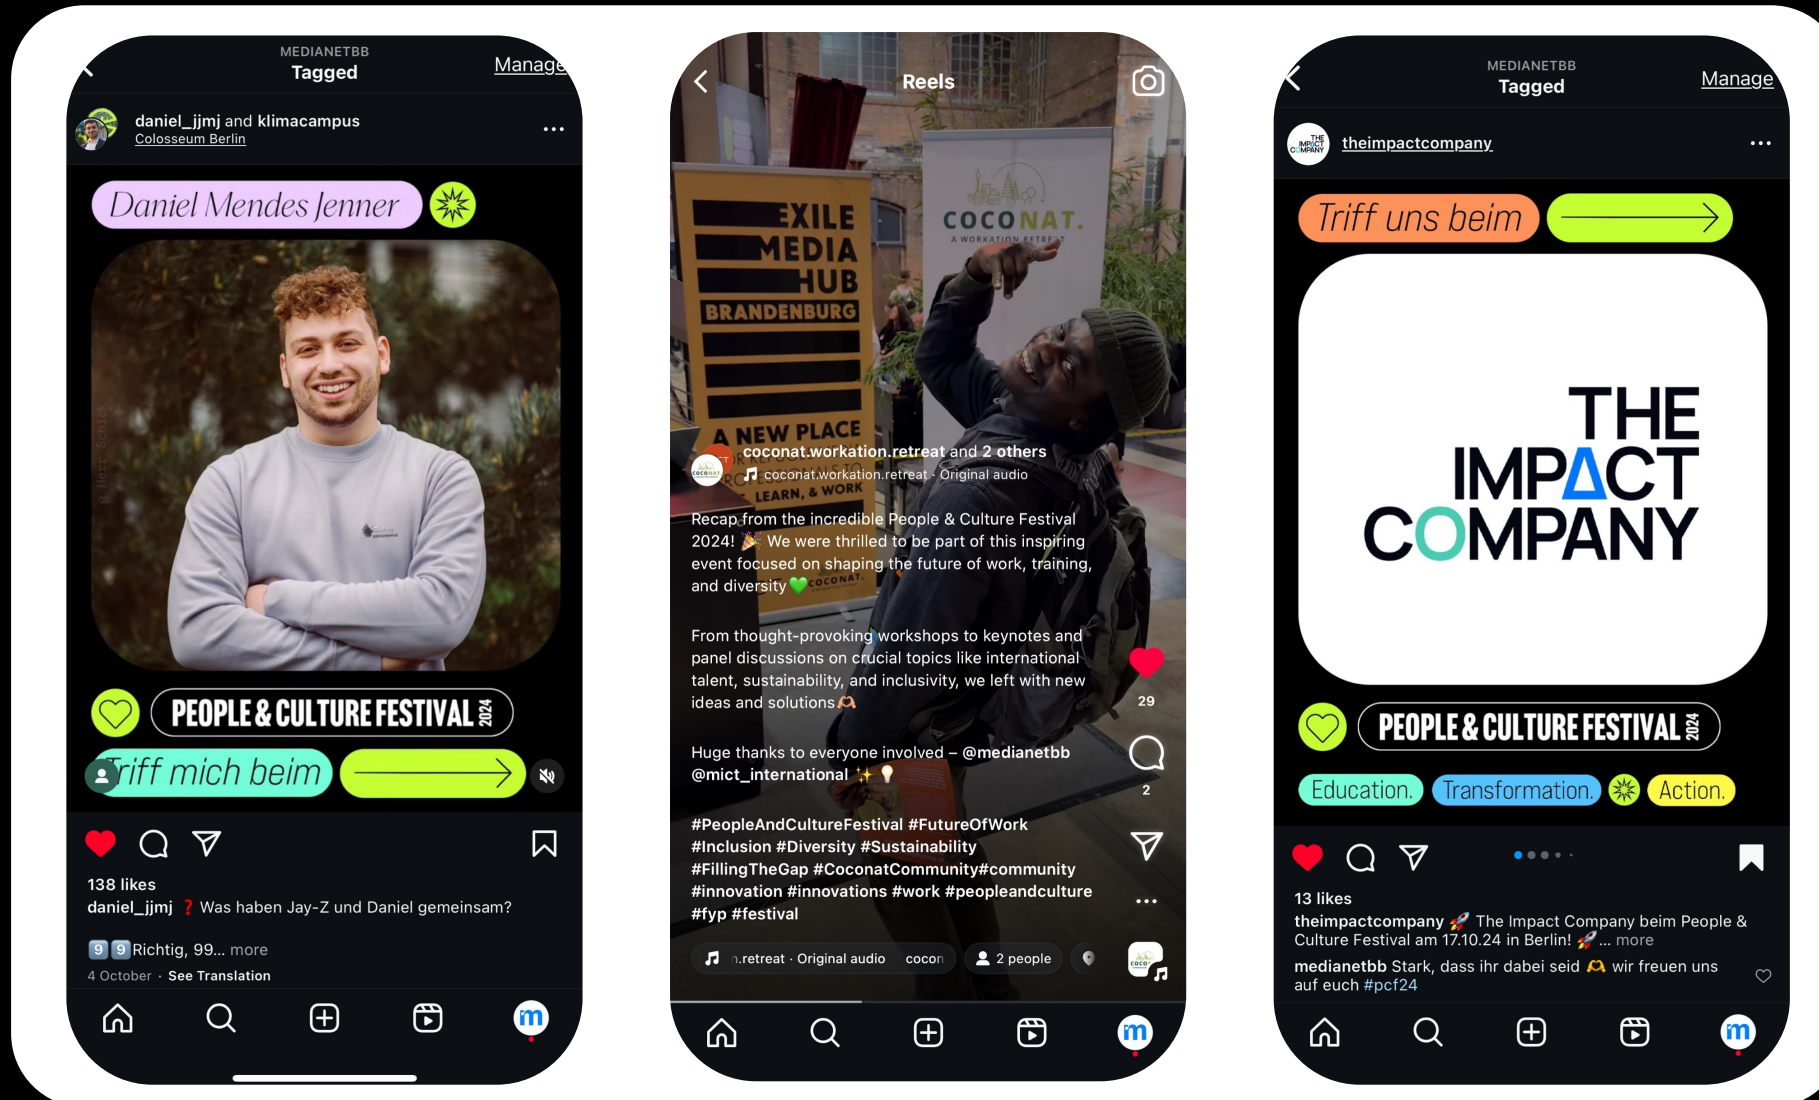 MEDIANETBB
Tagged
Manage
daniel_jjmj and klimacampus
Colosseum Berlin
Daniel Mendes Jenner
PEOPLE & CULTURE FESTIVAL 2024
Triff mich beim
138 likes
daniel_jjmj ❓ Was haben Jay-Z und Daniel gemeinsam?
9️⃣9️⃣Richtig, 99... more
4 October · See Translation
m
Reels
EXILE
MEDIA
HUB
BRANDENBURG
A NEW PLACE
LEARN, & WORK
COCONAT.
A WORKATION RETREAT
COCONAT.
coconat.workation.retreat and 2 others
coconat.workation.retreat · Original audio
Recap from the incredible People & Culture Festival
2024! 🎉 We were thrilled to be part of this inspiring
event focused on shaping the future of work, training,
and diversity💚
From thought-provoking workshops to keynotes and
panel discussions on crucial topics like international
talent, sustainability, and inclusivity, we left with new
ideas and solutions🫶🏼
Huge thanks to everyone involved – @medianetbb
@mict_international ✨💡
#PeopleAndCultureFestival #FutureOfWork
#Inclusion #Diversity #Sustainability
#FillingTheGap #CoconatCommunity#community
#innovation #innovations #work #peopleandculture
#fyp #festival
29
2
n.retreat · Original audio cocon
2 people
m
MEDIANETBB
Tagged
Manage
THE
IMPACT
COMPANY
theimpactcompany
Triff uns beim
THE
IMPACT
COMPANY
PEOPLE & CULTURE FESTIVAL 2024
Education. Transformation. Action.
13 likes
theimpactcompany 🚀 The Impact Company beim People &
Culture Festival am 17.10.24 in Berlin! 🚀... more
medianetbb Stark, dass ihr dabei seid 🫶 wir freuen uns
auf euch #pcf24
m